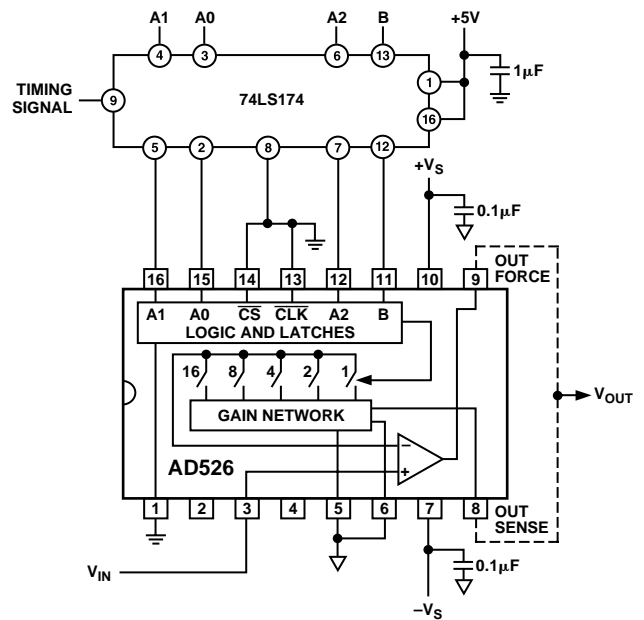 A1 A0 A2 B
+5V
4 3 6 13
1µF
TIMING
SIGNAL
9
74LS174
1
16
5 2 8 7 12
+VS
0.1µF
OUT
FORCE
16 15 14 13 12 11 10 9
A1 A0 CS CLK A2 B
LOGIC AND LATCHES
16 8 4 2 1
GAIN NETWORK
VOUT
–
+
AD526
1 2 3 4 5 6 7 8
OUT
SENSE
VIN
0.1µF
–VS